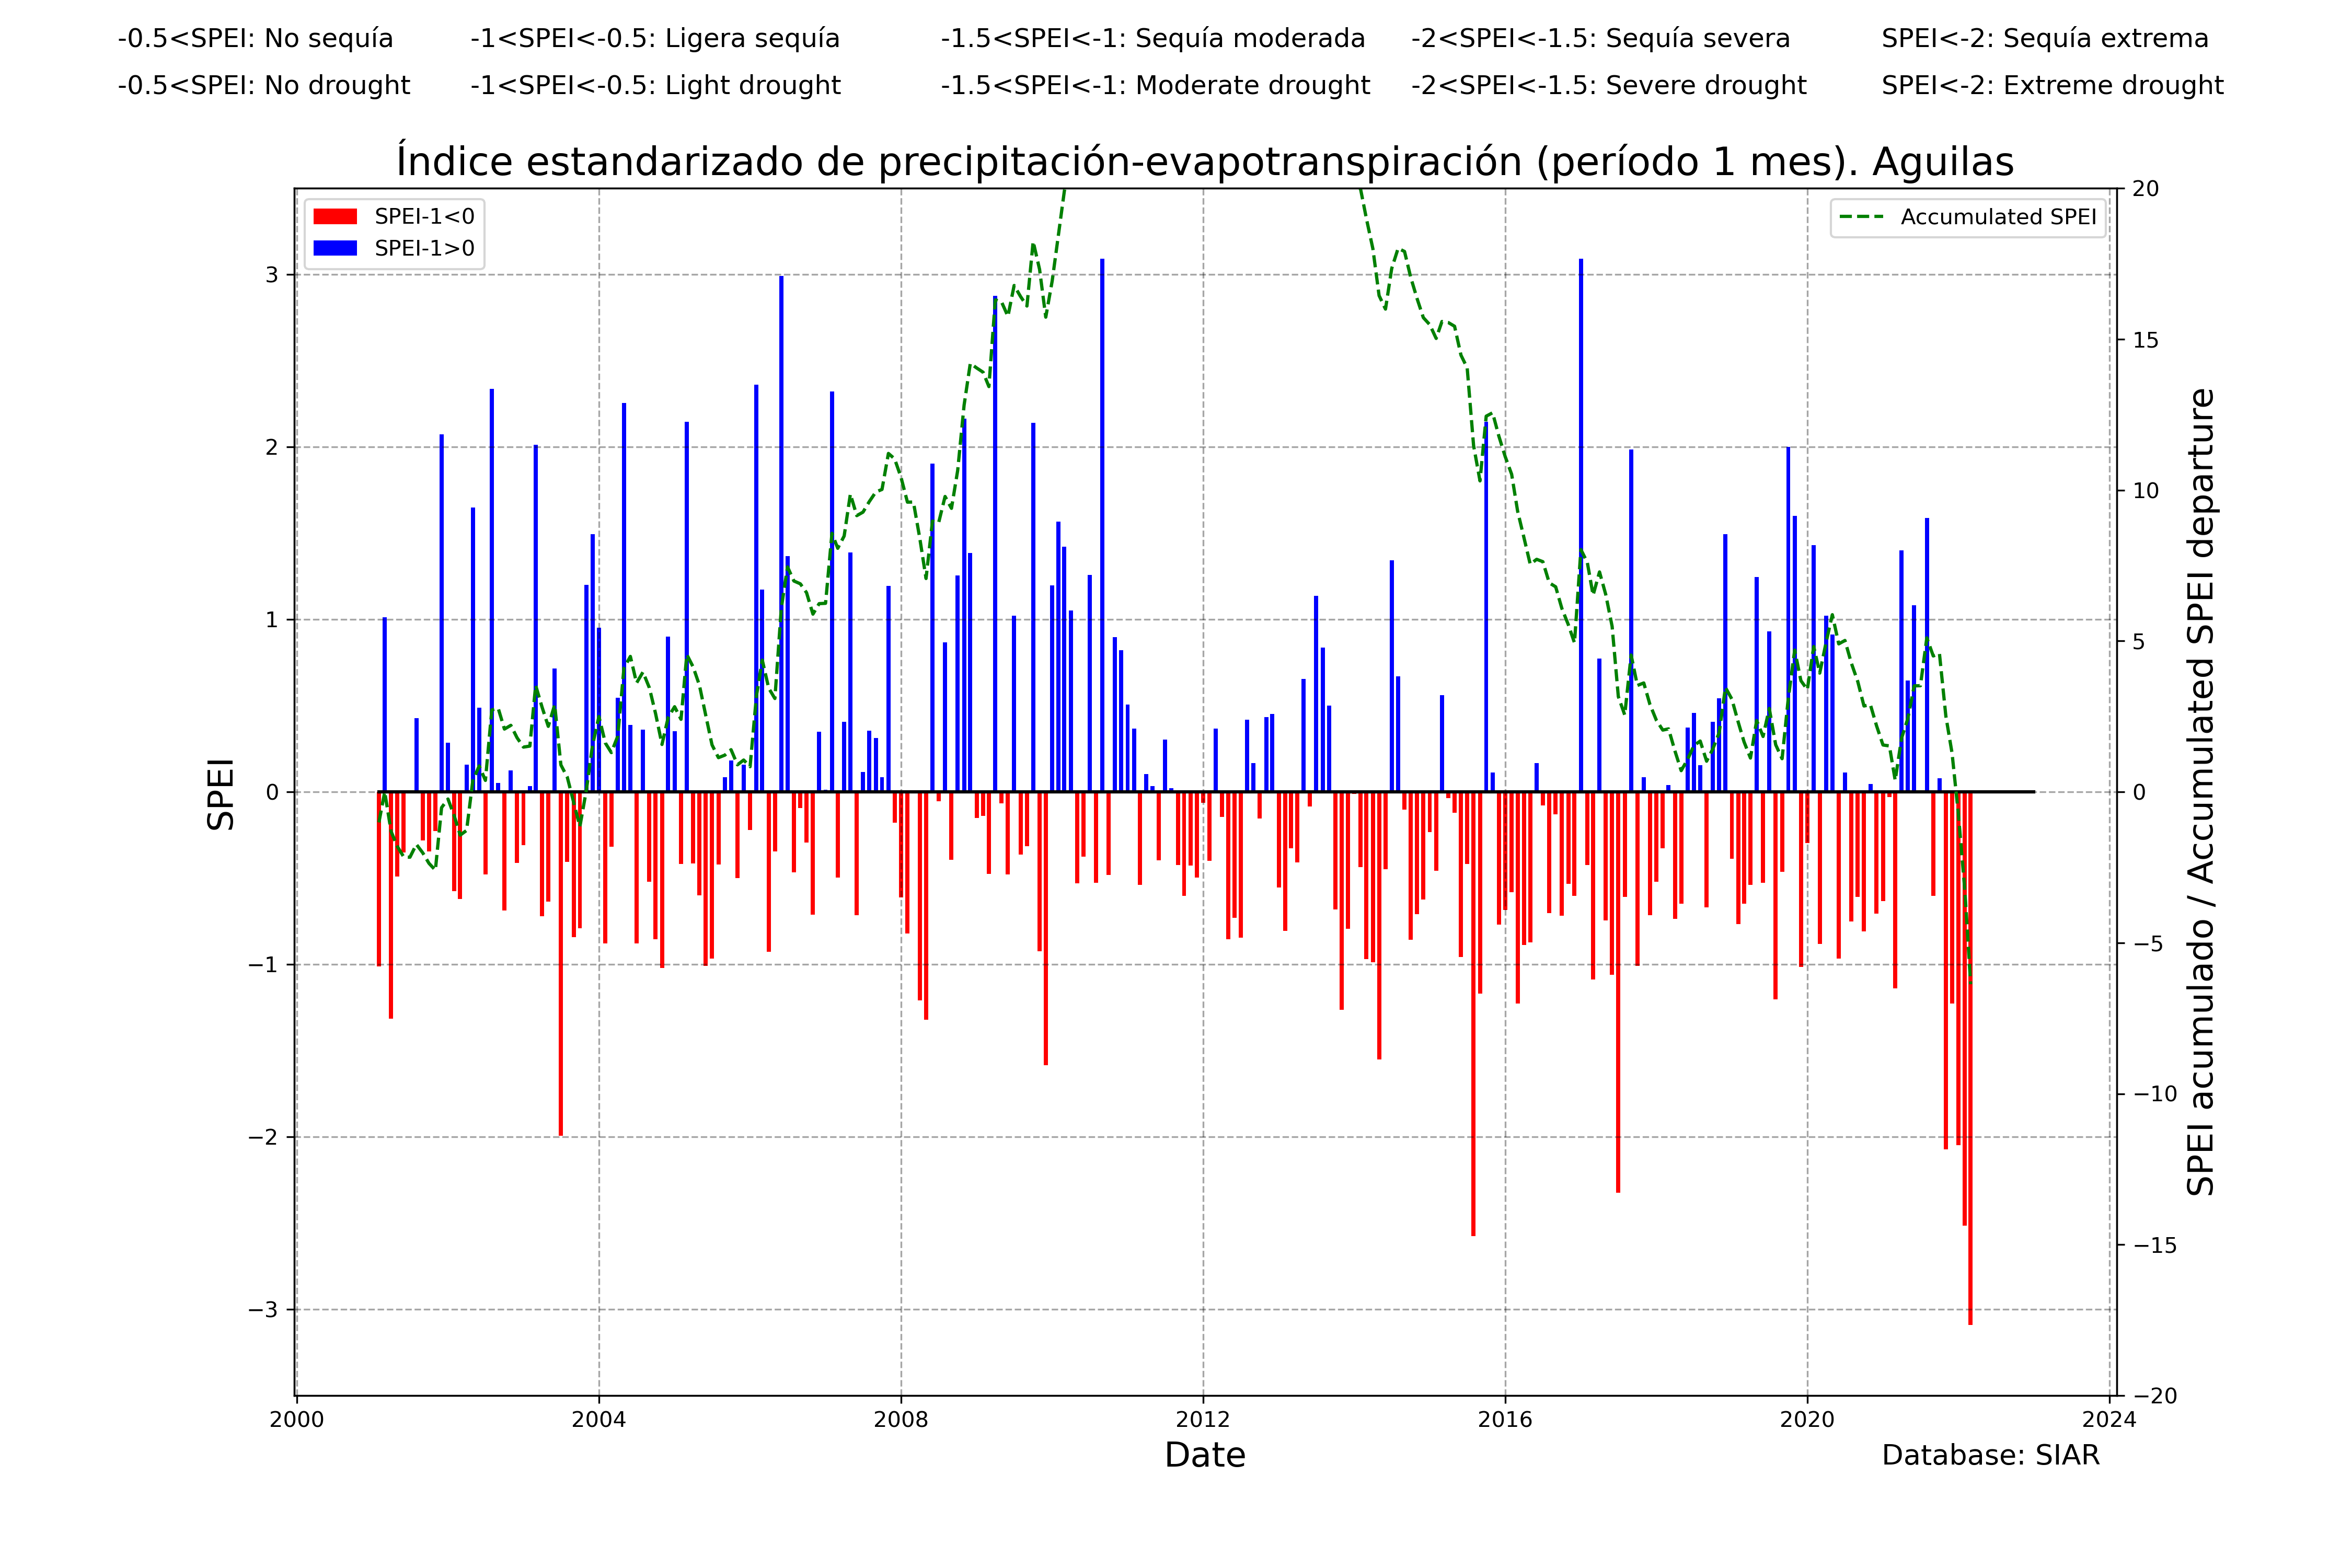 -0.5<SPEI: No sequía -1<SPEI<-0.5: Ligera sequía -1.5<SPEI<-1: Sequía moderada -2<SPEI<-1.5: Sequía severa SPEI<-2: Sequía extrema
-0.5<SPEI: No drought -1<SPEI<-0.5: Light drought -1.5<SPEI<-1: Moderate drought -2<SPEI<-1.5: Severe drought SPEI<-2: Extreme drought
Índice estandarizado de precipitación-evapotranspiración (período 1 mes). Aguilas
SPEI-1<0
SPEI-1>0
Accumulated SPEI
SPEI
3
2
1
0
−1
−2
−3
20
15
10
5
0
−5
−10
−15
−20
SPEI acumulado / Accumulated SPEI departure
2000 2004 2008 2012 2016 2020 2024
Date
Database: SIAR